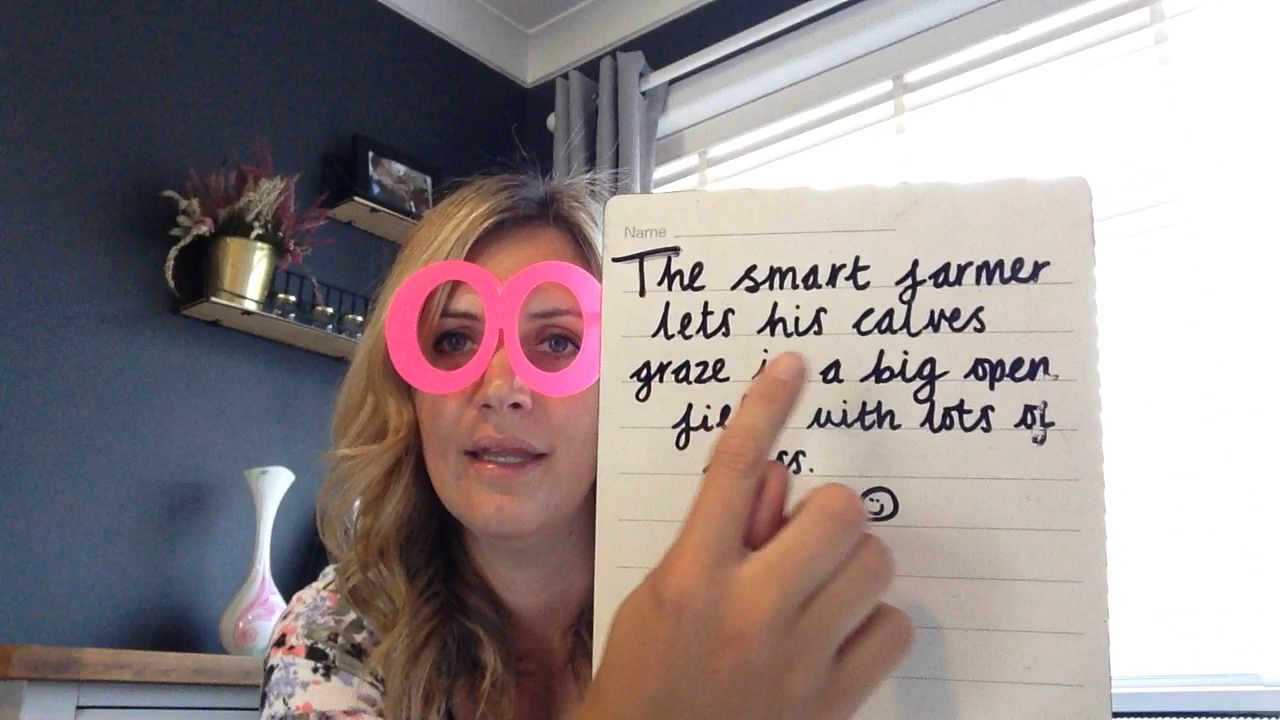 Name
The smart farmer
lets his calves
graze a big open
with lots of